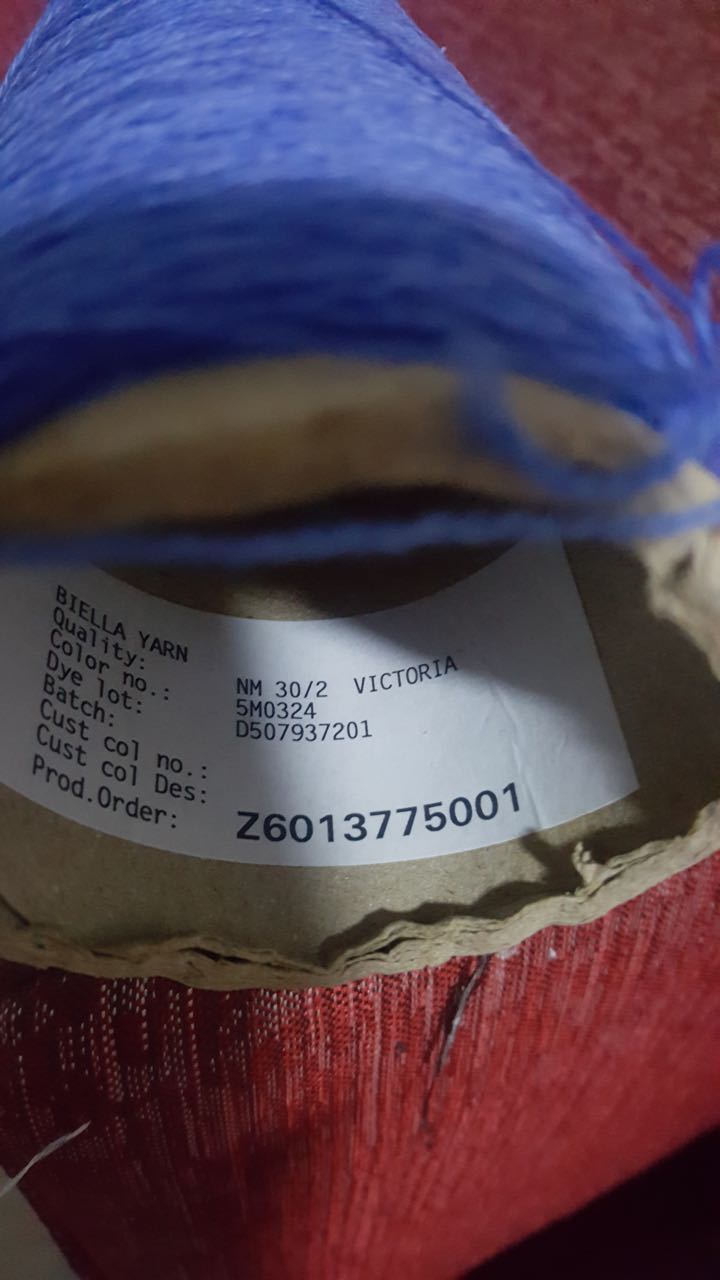 BIELLA YARN
Quality: NM 30/2 VICTORIA
Color no.: 5M0324
Dye lot: D507937201
Batch:
Cust col no.:
Cust col Des:
Prod.Order: Z6013775001